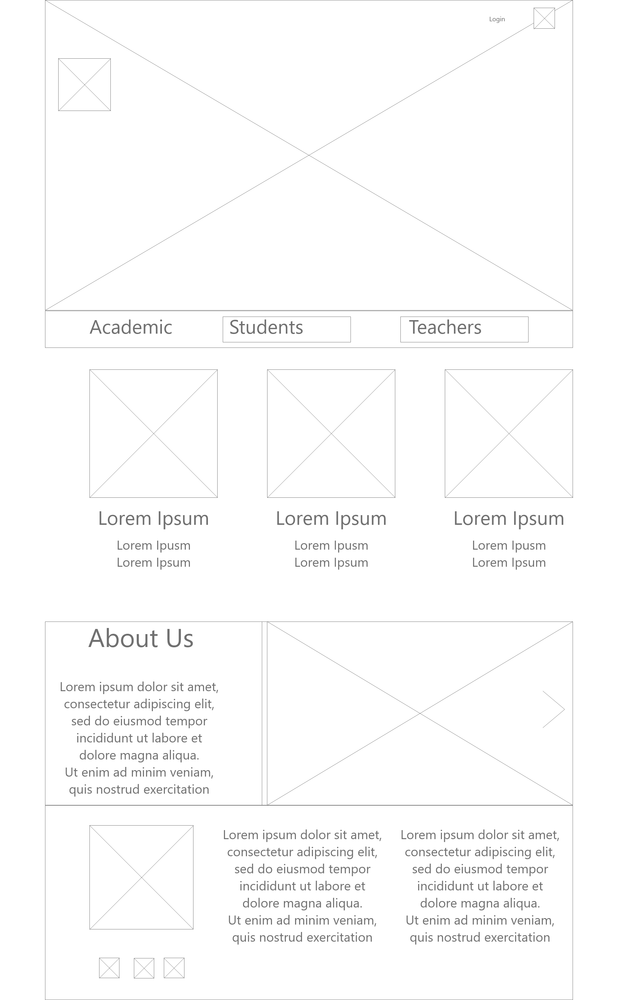 Login
Academic
Students
Teachers
Lorem Ipsum
Lorem Ipusm
Lorem Ipsum
Lorem Ipsum
Lorem Ipusm
Lorem Ipsum
Lorem Ipsum
Lorem Ipusm
Lorem Ipsum
About Us
Lorem ipsum dolor sit amet,
consectetur adipiscing elit,
sed do eiusmod tempor
incididunt ut labore et
dolore magna aliqua.
Ut enim ad minim veniam,
quis nostrud exercitation
Lorem ipsum dolor sit amet,
consectetur adipiscing elit,
sed do eiusmod tempor
incididunt ut labore et
dolore magna aliqua.
Ut enim ad minim veniam,
quis nostrud exercitation
Lorem ipsum dolor sit amet,
consectetur adipiscing elit,
sed do eiusmod tempor
incididunt ut labore et
dolore magna aliqua.
Ut enim ad minim veniam,
quis nostrud exercitation